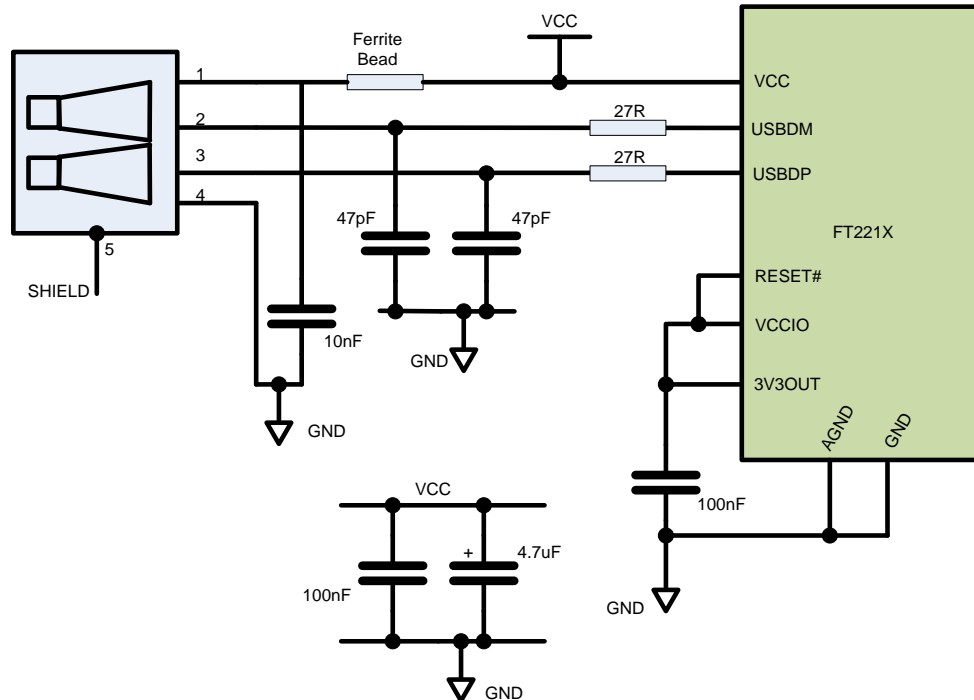 VCC
Ferrite
Bead
1
VCC
27R
2
USBDM
27R
3
USBDP
4
47pF
47pF
FT221X
5
SHIELD
RESET#
10nF
VCCIO
GND
3V3OUT
GND
AGND
GND
VCC
100nF
+
4.7uF
100nF
GND
GND